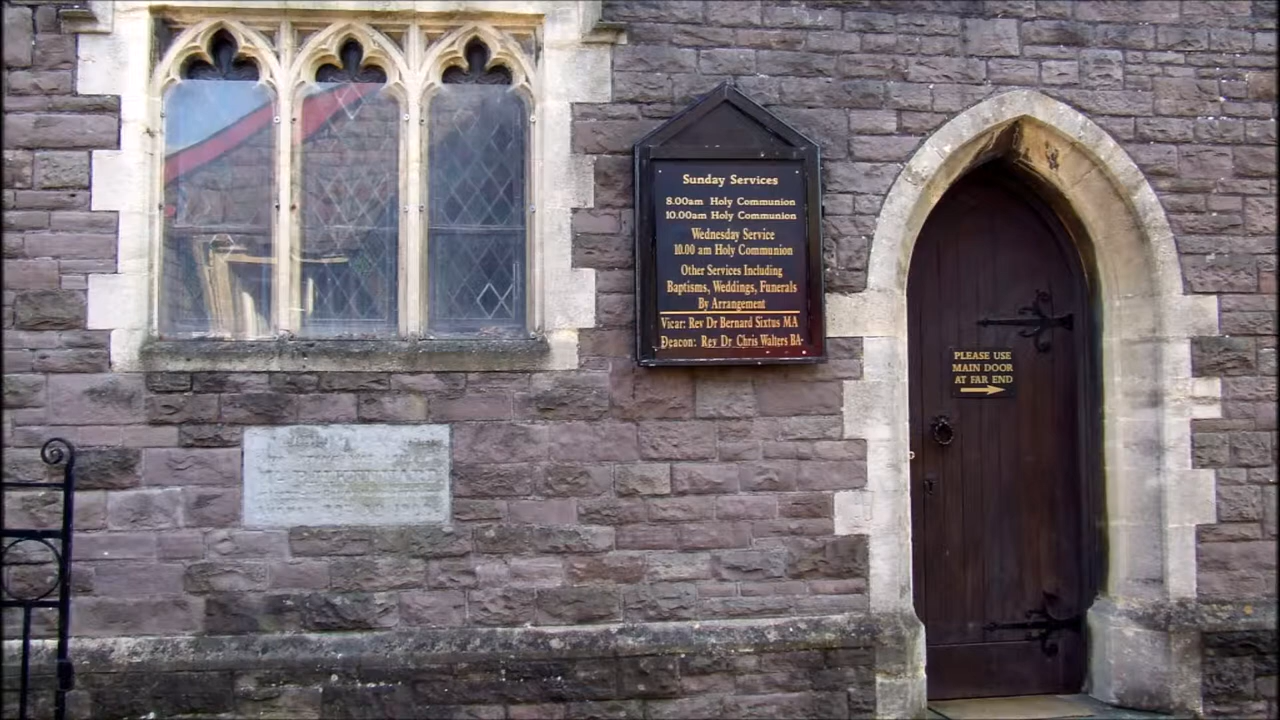 Sunday Services
8.00am Holy Communion
10.00am Holy Communion
Wednesday Service
10.00 am Holy Communion
Other Services Including
Baptisms, Weddings, Funerals
By Arrangement
Vicar: Rev Dr Bernard Sixtus MA
Deacon: Rev Dr Chris Walters BA
PLEASE USE
MAIN DOOR
AT FAR END